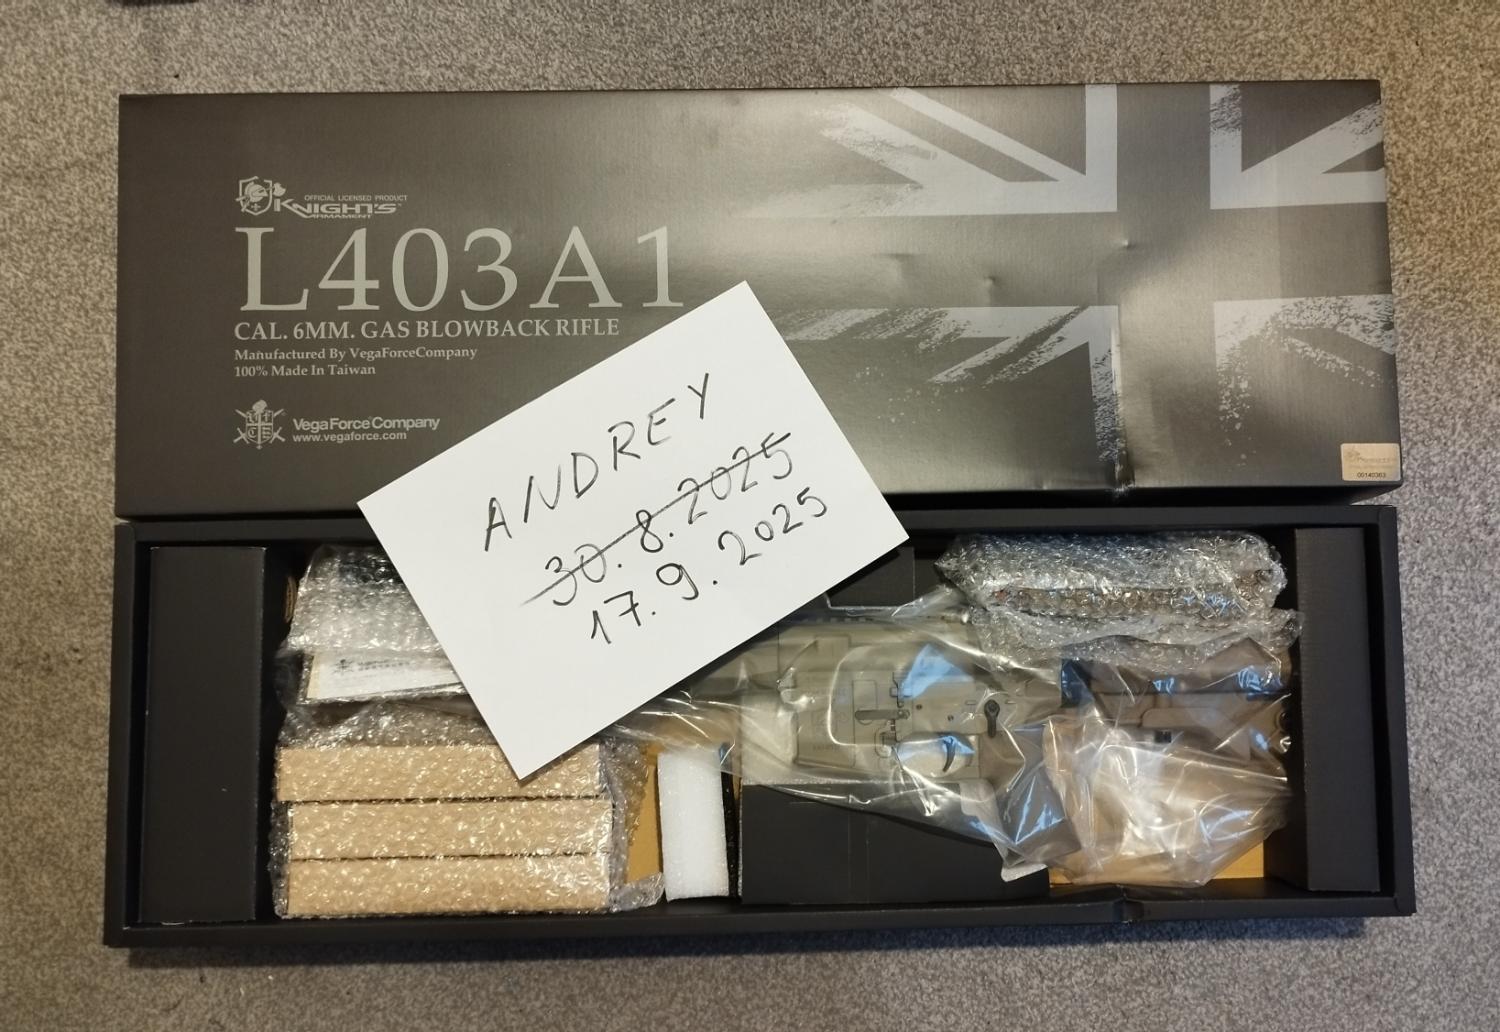 OFFICIAL LICENSED PRODUCT
KNIGHT'S
ARMAMENT
L403A1
CAL. 6MM. GAS BLOWBACK RIFLE
Manufactured By VegaForceCompany
100% Made In Taiwan
VegaForceCompany
www.vegaforce.com
ANDREY
30.8.2025
17.9.2025